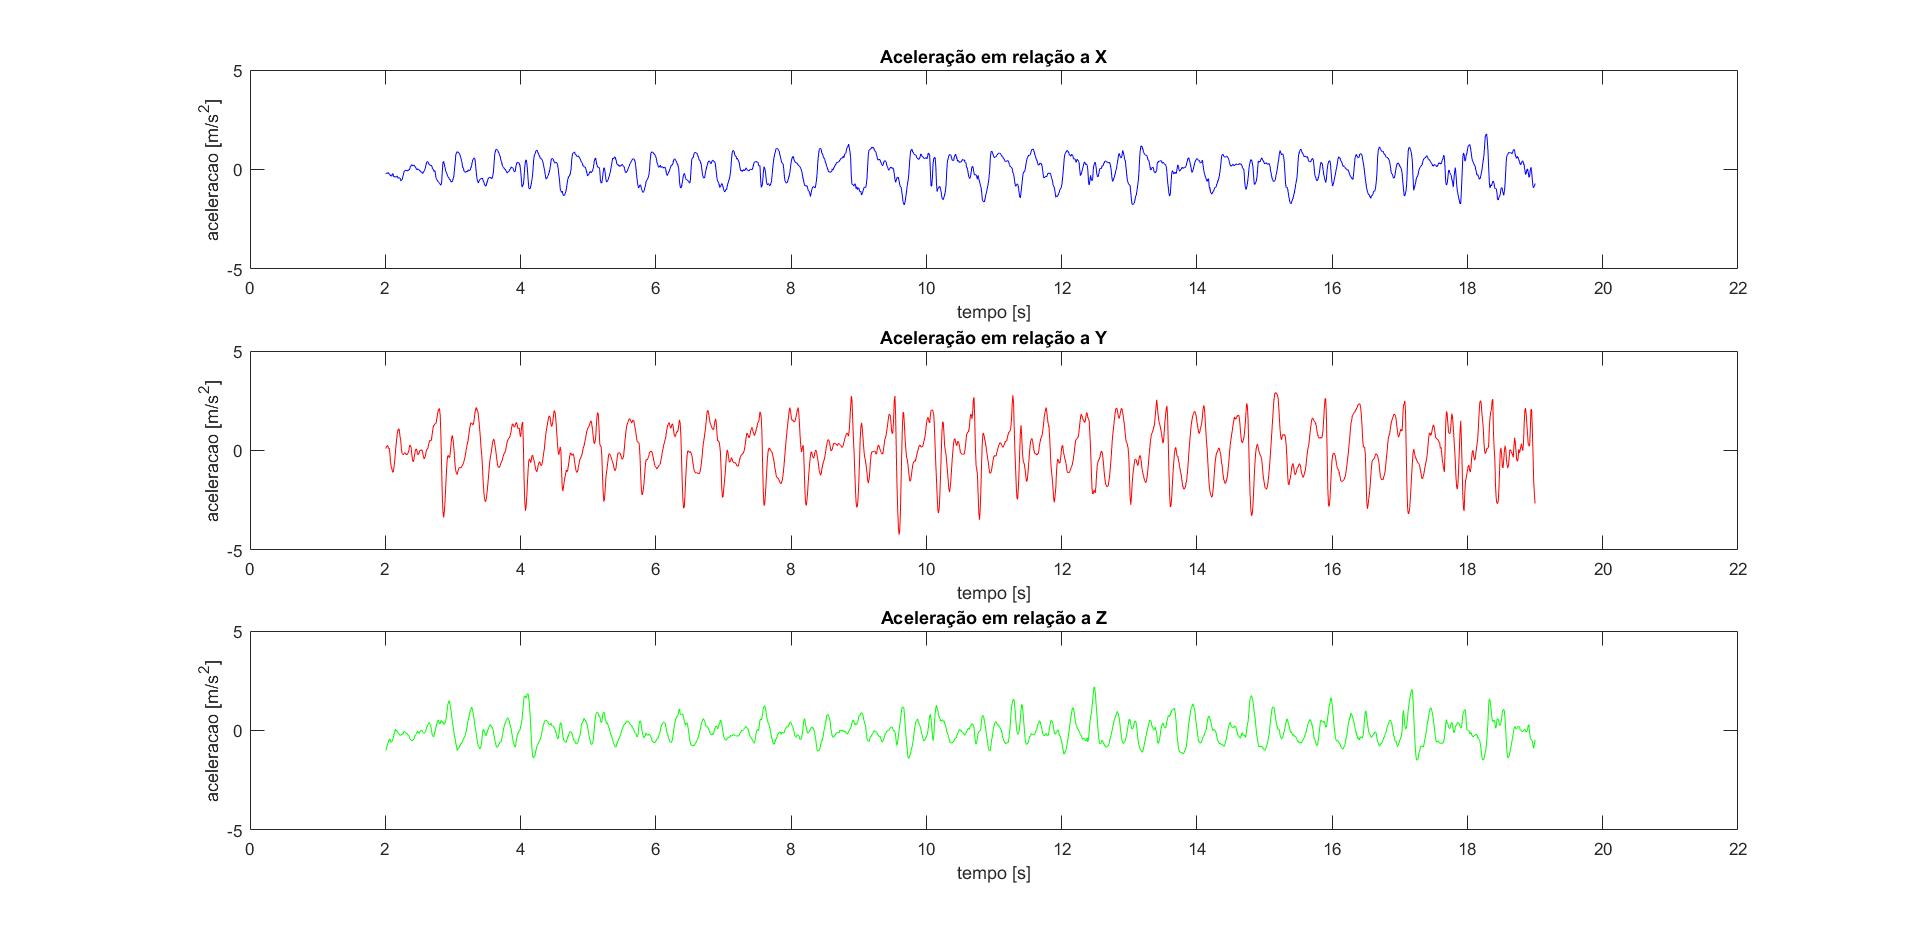 Aceleração em relação a X
aceleracao [m/s^2]
5
0
-5
0 2 4 6 8 10 12 14 16 18 20 22
tempo [s]
Aceleração em relação a Y
aceleracao [m/s^2]
5
0
-5
0 2 4 6 8 10 12 14 16 18 20 22
tempo [s]
Aceleração em relação a Z
aceleracao [m/s^2]
5
0
-5
0 2 4 6 8 10 12 14 16 18 20 22
tempo [s]